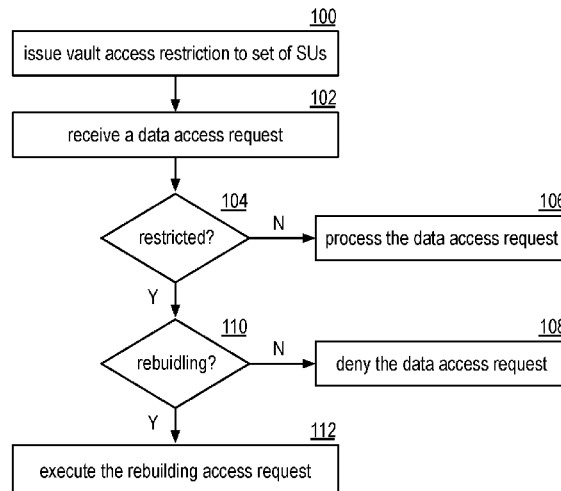 100
issue vault access restriction to set of SUs
102
receive a data access request
104
restricted?
N
106
process the data access request
Y
110
rebuidling?
N
108
deny the data access request
Y
112
execute the rebuilding access request